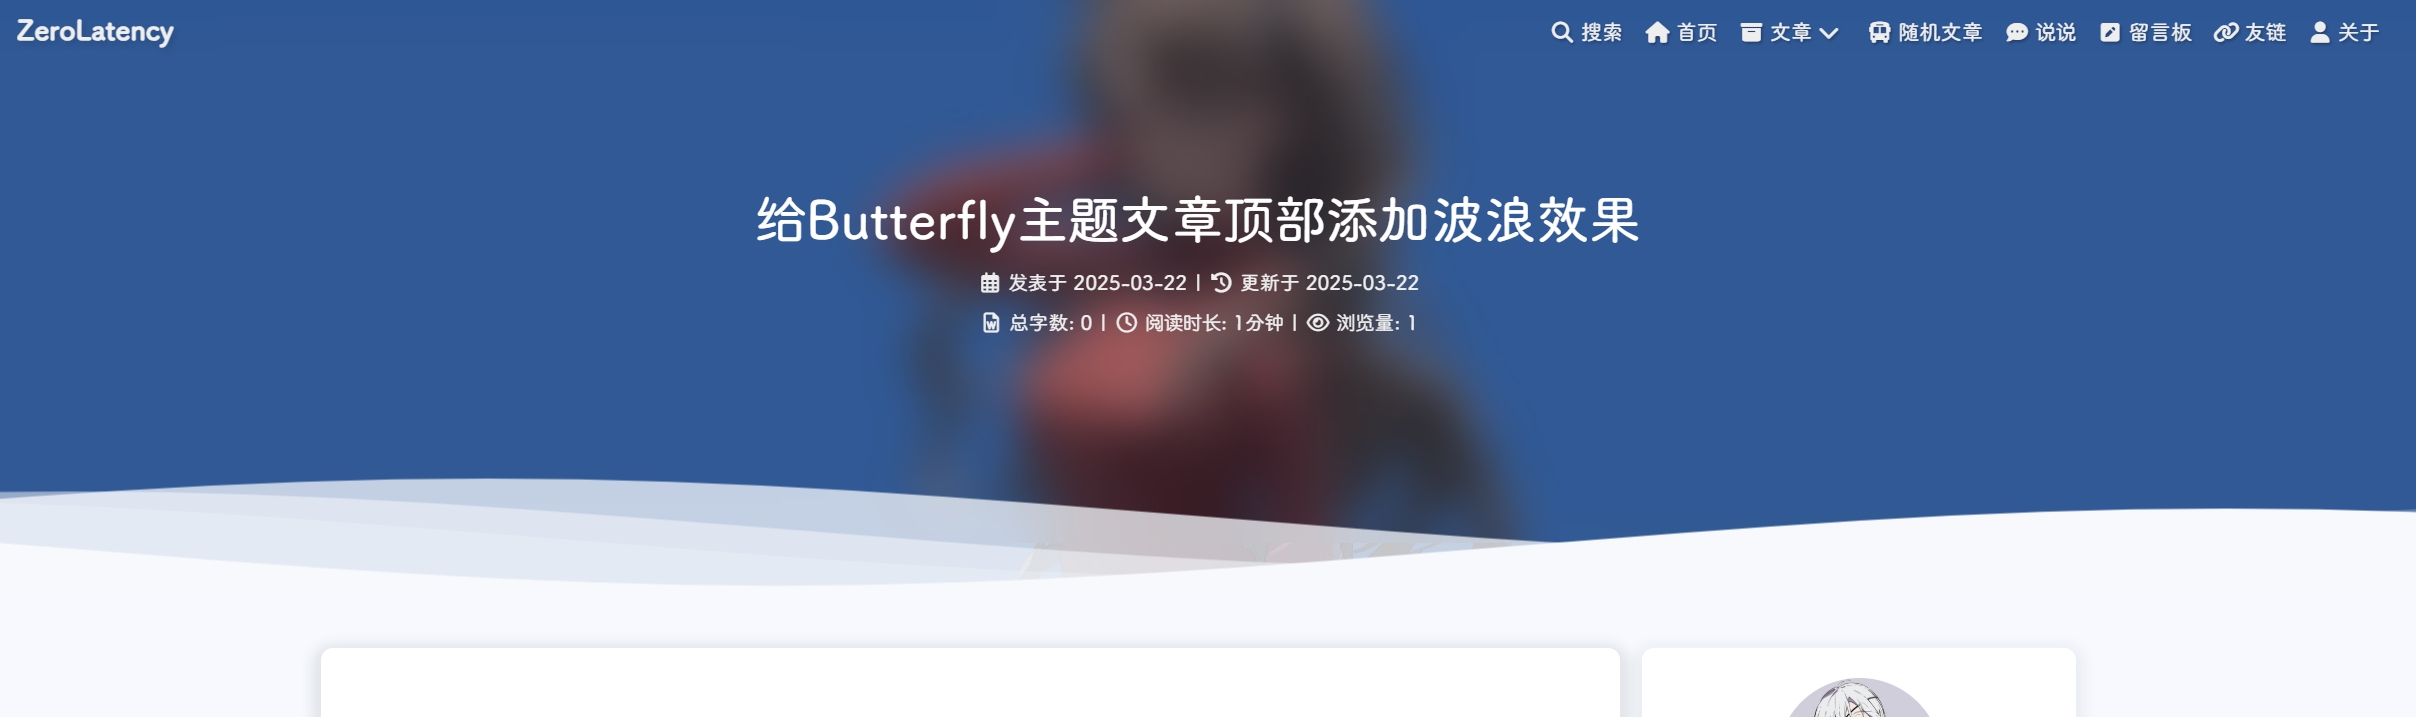 ZeroLatency 搜索 首页 文章 随机文章 说说 留言板 友链 关于
给Butterfly主题文章顶部添加波浪效果
发表于 2025-03-22 | 更新于 2025-03-22
总字数: 0 | 阅读时长: 1分钟 | 浏览量: 1